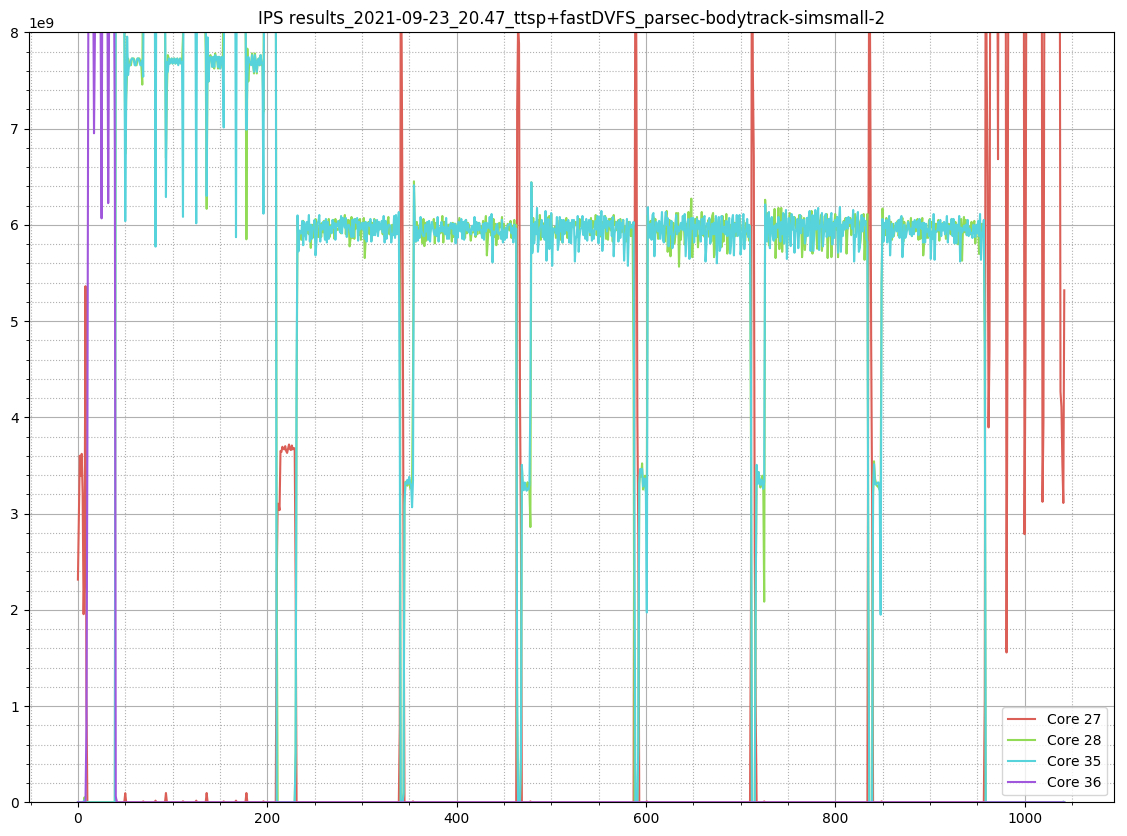 IPS results_2021-09-23_20.47_ttsp+fastDVFS_parsec-bodytrack-simsmall-2
1e9
8
7
6
5
4
3
2
1
0
0 200 400 600 800 1000
Core 27
Core 28
Core 35
Core 36